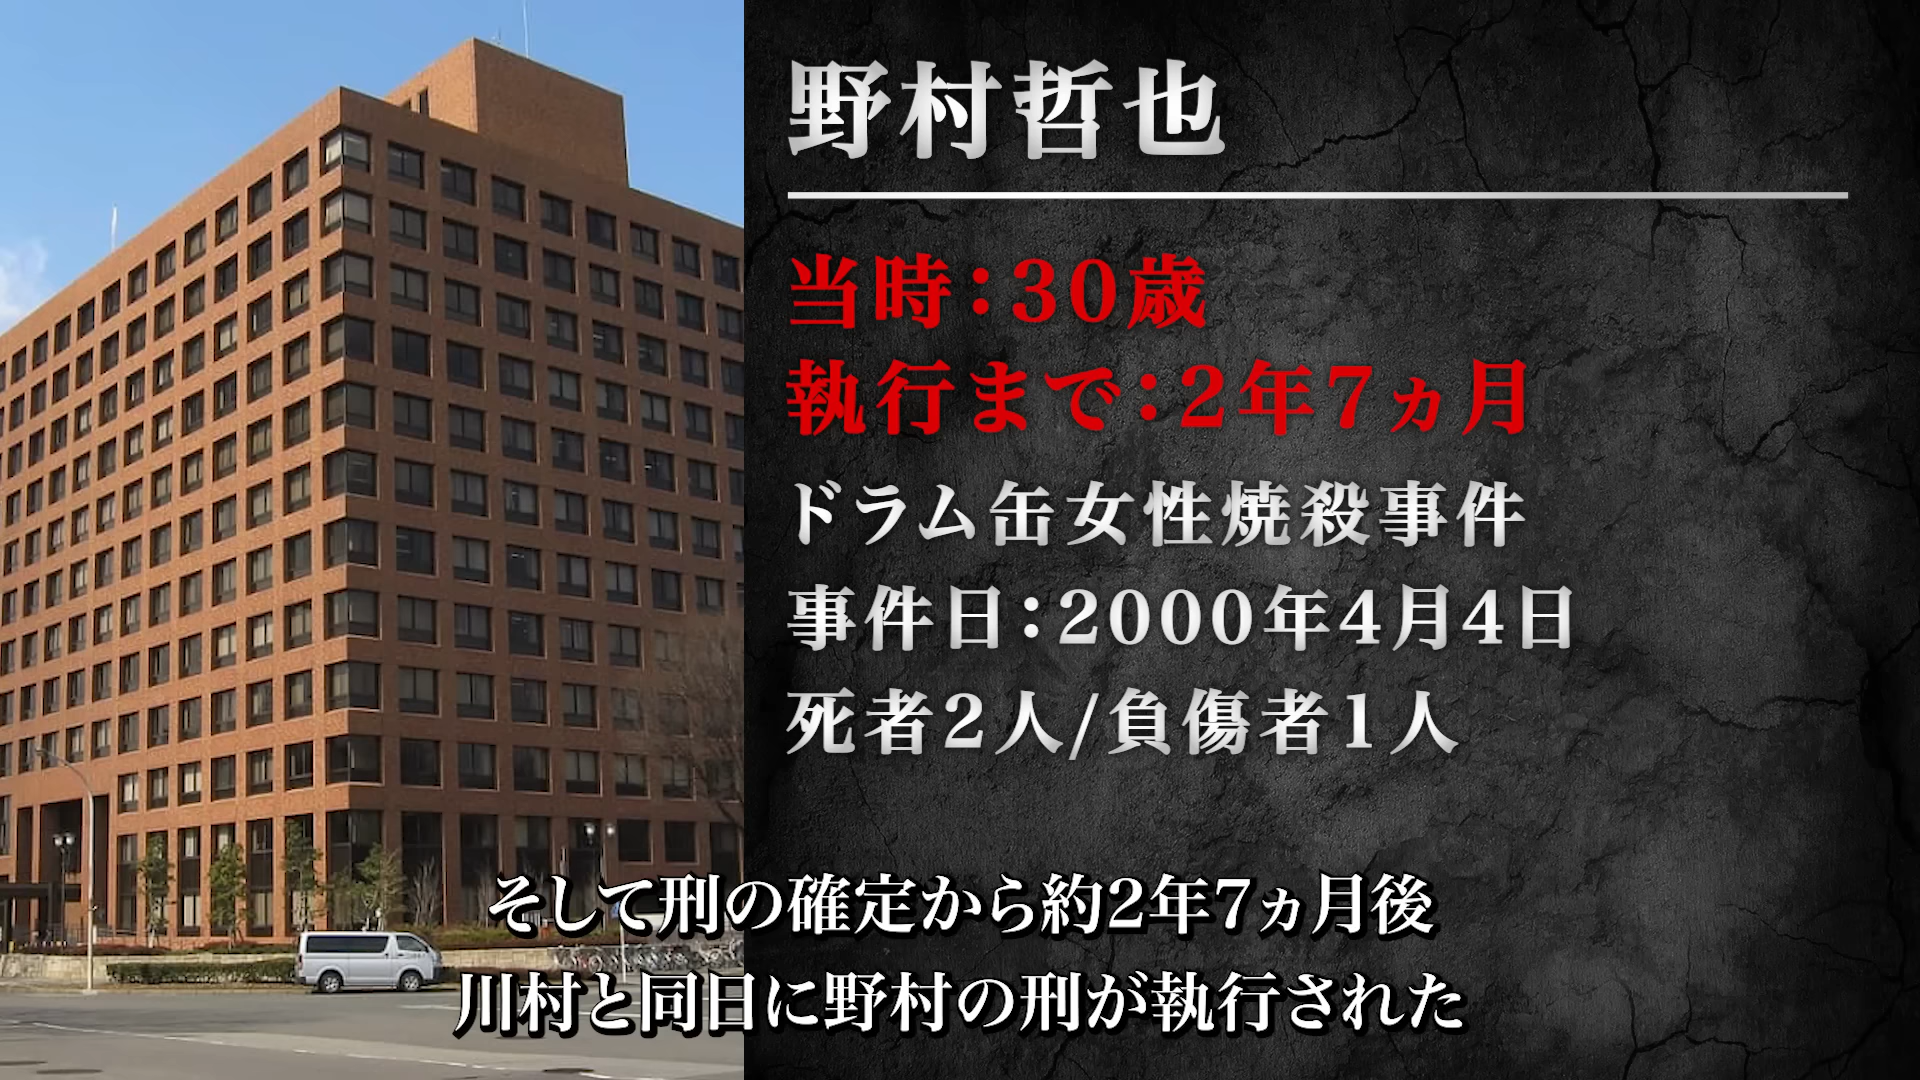 野村哲也
当時：30歳
執行まで：2年7ヵ月
ドラム缶女性焼殺事件
事件日：2000年4月4日
死者2人/負傷者1人
そして刑の確定から約2年7ヵ月後
川村と同日に野村の刑が執行された